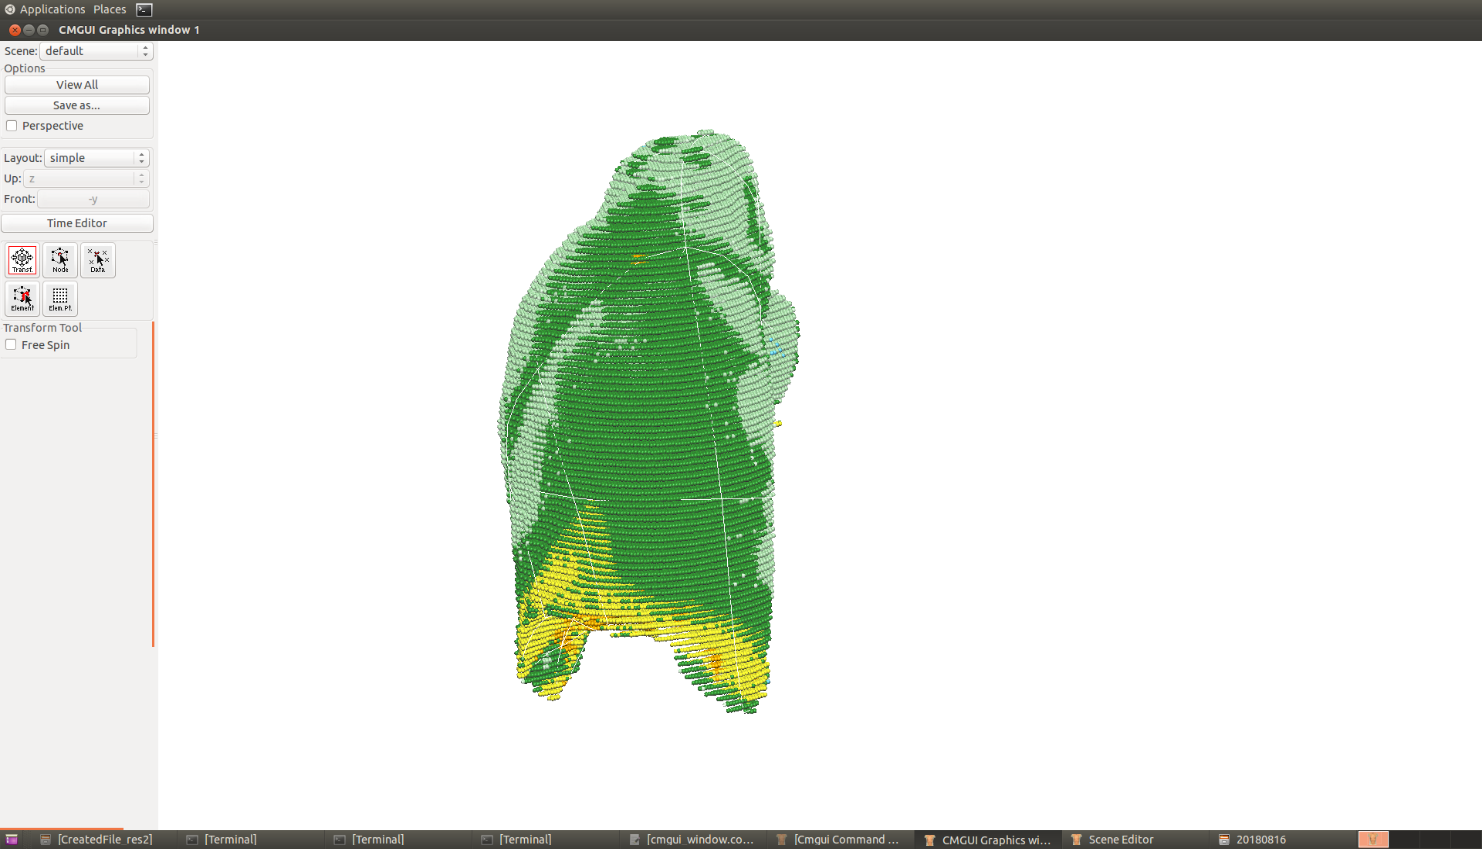 Applications Places
CMGUI Graphics window 1
Scene: default
Options
View All
Save as...
Perspective
Layout: simple
Up: z
Front: -y
Time Editor
Transf. Node Data
Element Elem. Pt.
Transform Tool
Free Spin
[CreatedFile_res2] [Terminal] [Terminal] [Terminal] [cmgui_window.co... [Cmgui Command ... CMGUI Graphics wi... Scene Editor 20180816